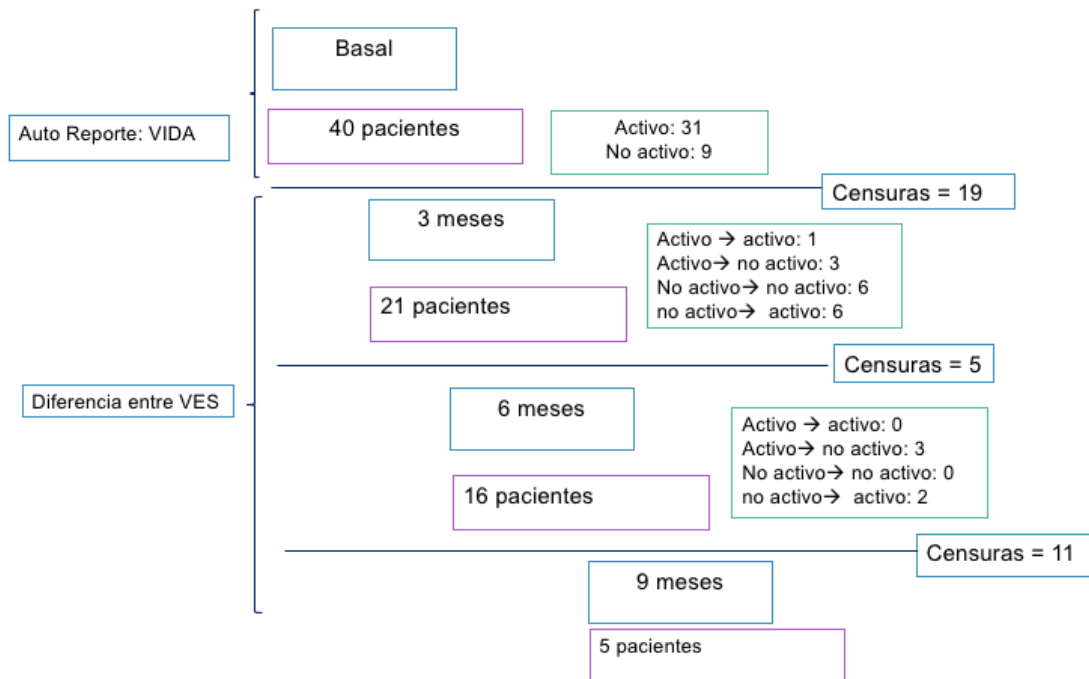 Basal
Auto Reporte: VIDA
40 pacientes
Activo: 31
No activo: 9
Censuras = 19
3 meses
21 pacientes
Activo → activo: 1
Activo→ no activo: 3
No activo→ no activo: 6
no activo→ activo: 6
Censuras = 5
Diferencia entre VES
6 meses
16 pacientes
Activo → activo: 0
Activo→ no activo: 3
No activo→ no activo: 0
no activo→ activo: 2
Censuras = 11
9 meses
5 pacientes